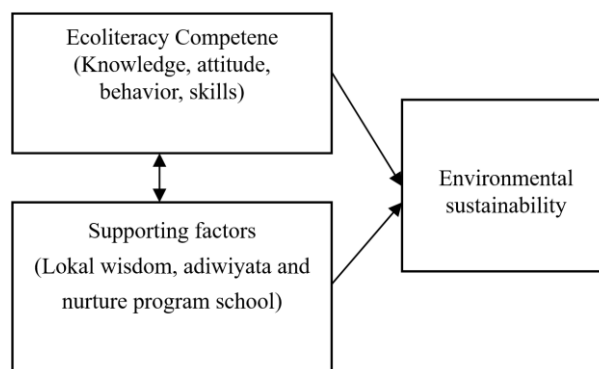 Ecoliteracy Competene
(Knowledge, attitude,
behavior, skills)
Supporting factors
(Lokal wisdom, adiwiyata and
nurture program school)
Environmental
sustainability